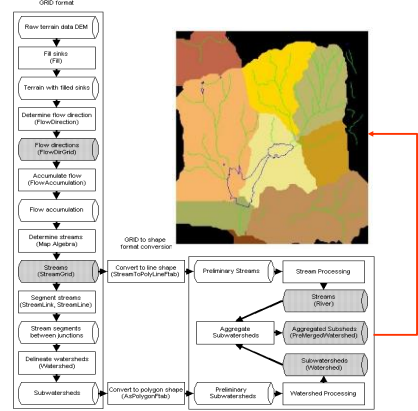 GRID format
Raw terrain data DEM
Fill sinks
(Fill)
Terrain with filled sinks
Determine flow direction
(FlowDirection)
Flow directions
(FlowDirGrid)
Accumulate flow
(FlowAccumulation)
Flow accumulation
Determine streams
(Map Algebra)
Streams
(StreamGrid)
Segment streams
(StreamLink, StreamLine)
Stream segments
between junctions
Delineate watersheds
(Watershed)
Subwatersheds
GRID to shape
format conversion
Convert to line shape
(StreamToPolyLineFtab)
Convert to polygon shape
(AsPolygonFtab)
Preliminary Streams
Stream Processing
Streams
(River)
Aggregate
Subwatersheds
Aggregated Subsheds
(PreMergedWatershed)
Subwatersheds
(Watershed)
Preliminary
Subwatersheds
Watershed Processing